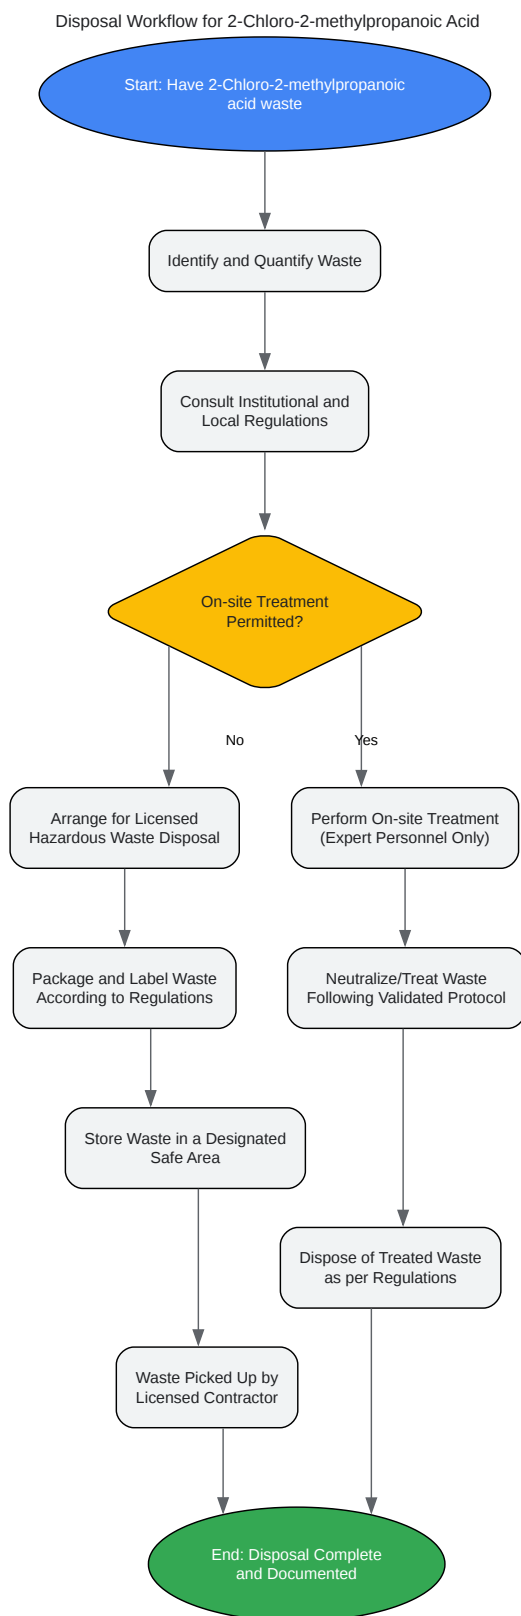 Disposal Workflow for 2-Chloro-2-methylpropanoic Acid
Start: Have 2-Chloro-2-methylpropanoic
acid waste
Identify and Quantify Waste
Consult Institutional and
Local Regulations
On-site Treatment
Permitted?
No
Yes
Arrange for Licensed
Hazardous Waste Disposal
Perform On-site Treatment
(Expert Personnel Only)
Package and Label Waste
According to Regulations
Neutralize/Treat Waste
Following Validated Protocol
Store Waste in a Designated
Safe Area
Dispose of Treated Waste
as per Regulations
Waste Picked Up by
Licensed Contractor
End: Disposal Complete
and Documented